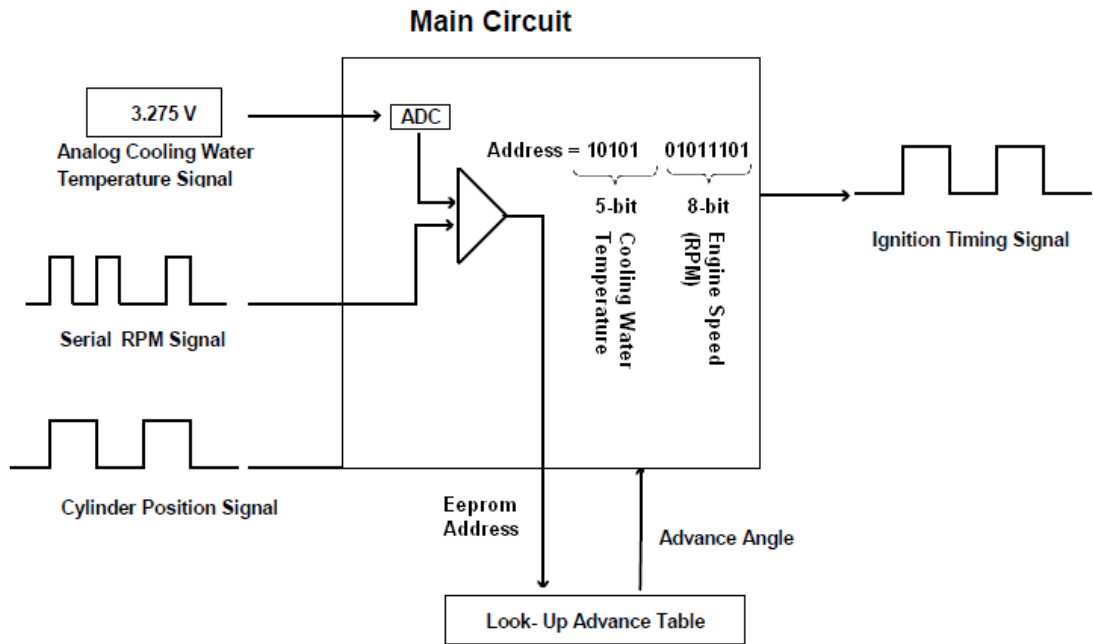 Main Circuit
3.275 V
Analog Cooling Water
Temperature Signal
ADC
Address = 10101 01011101
5-bit
Cooling Water
Temperature
8-bit
Engine Speed
(RPM)
Ignition Timing Signal
Serial RPM Signal
Cylinder Position Signal
Eeprom
Address
Advance Angle
Look- Up Advance Table